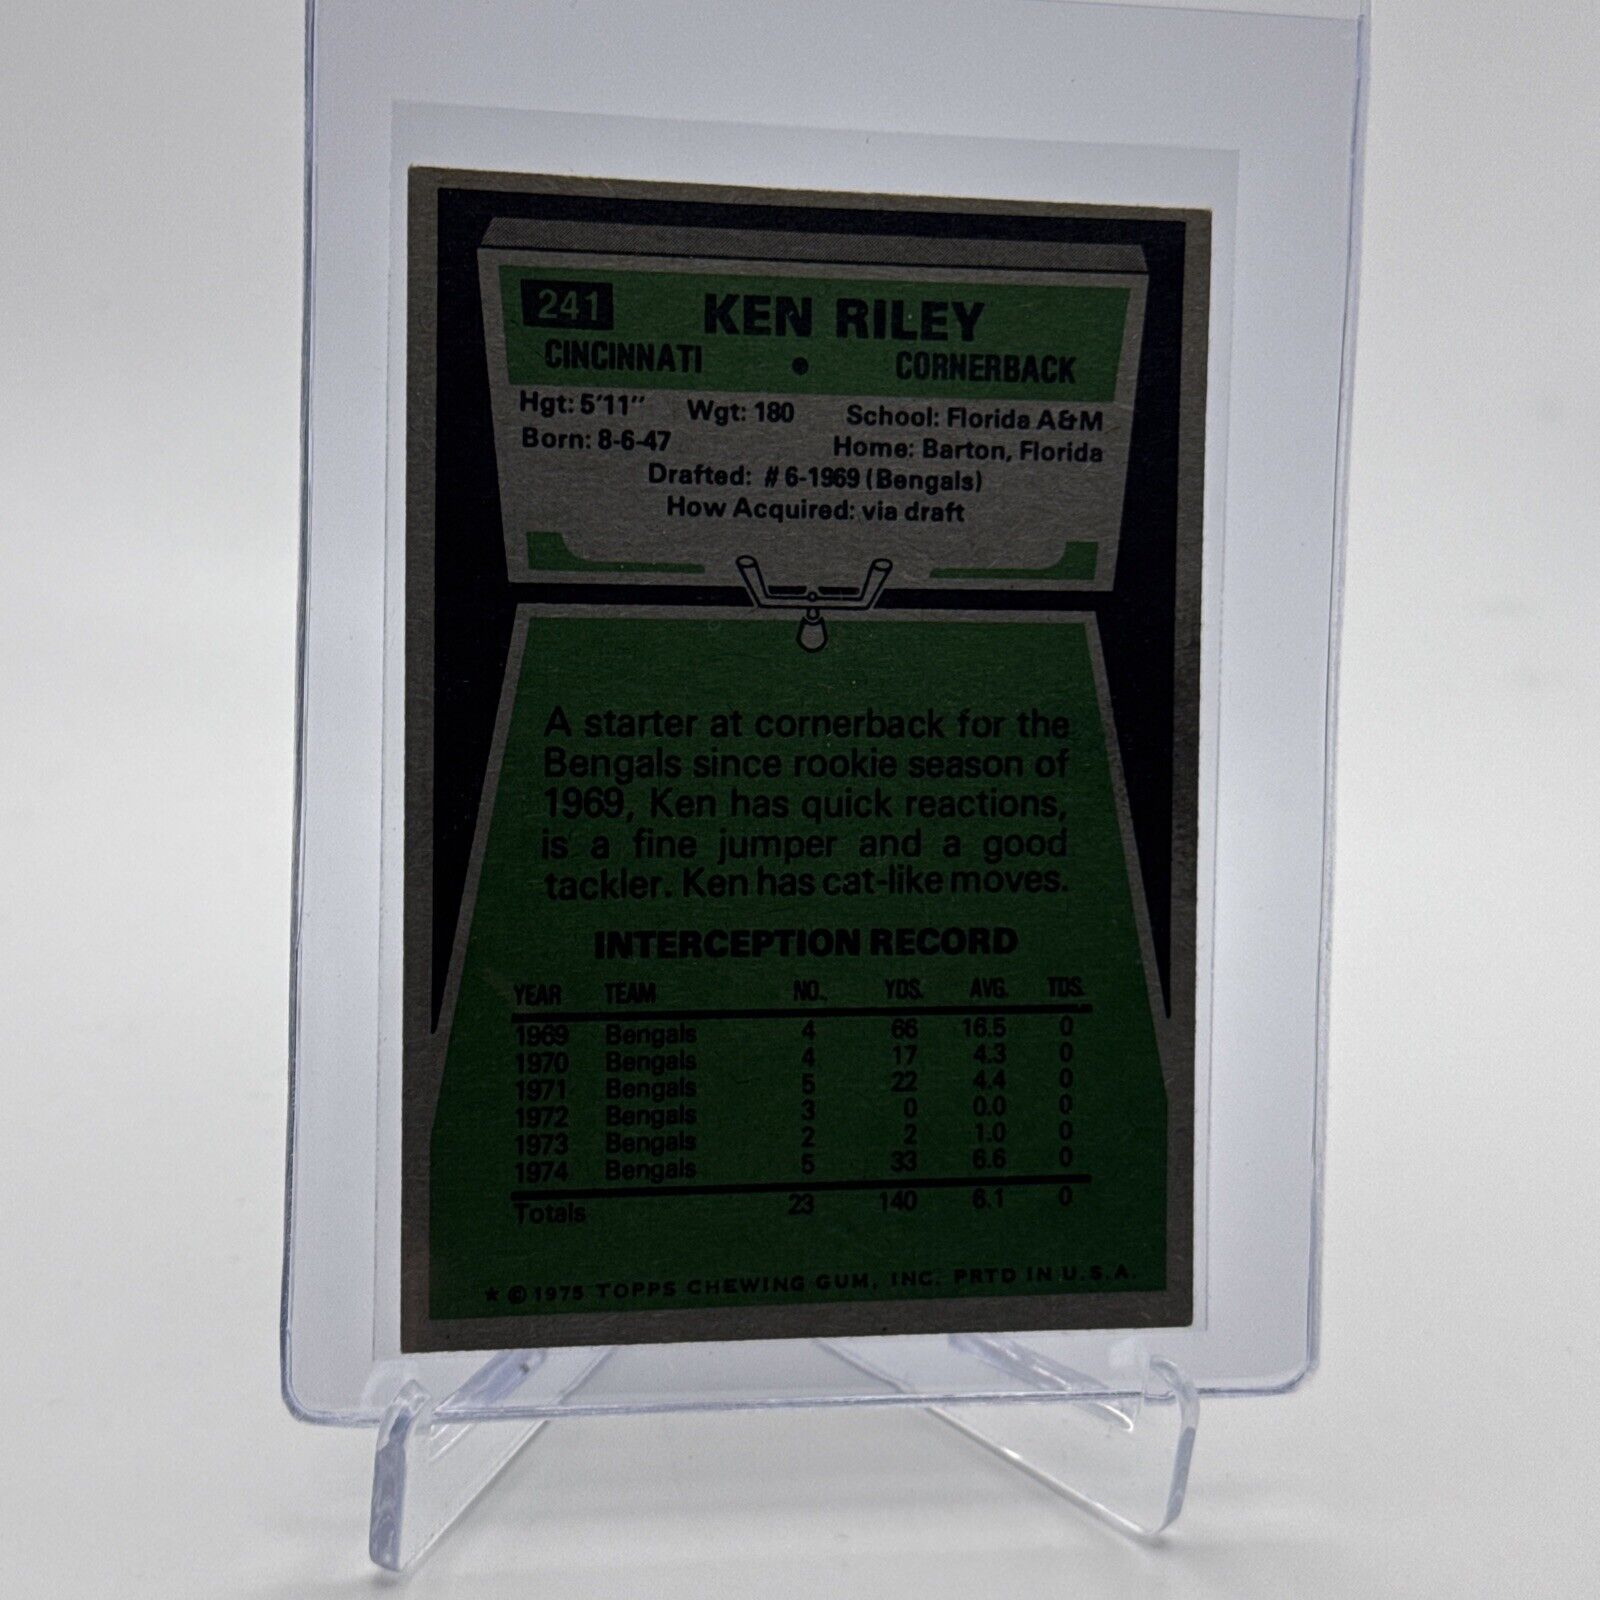 241 KEN RILEY
CINCINNATI • CORNERBACK
Hgt: 5'11" Wgt: 180 School: Florida A&M
Born: 8-6-47 Home: Barton, Florida
Drafted: # 6-1969 (Bengals)
How Acquired: via draft
A starter at cornerback for the
Bengals since rookie season of
1969, Ken has quick reactions,
is a fine jumper and a good
tackler. Ken has cat-like moves.
INTERCEPTION RECORD
YEAR TEAM NO. YDS. AVG. TDS.
1969 Bengals 4 66 16.5 0
1970 Bengals 4 17 4.3 0
1971 Bengals 5 22 4.4 0
1972 Bengals 3 0 0.0 0
1973 Bengals 2 2 1.0 0
1974 Bengals 5 33 6.6 0
Totals 23 140 6.1 0
★ © 1975 TOPPS CHEWING GUM, INC. PRTD IN U.S.A.